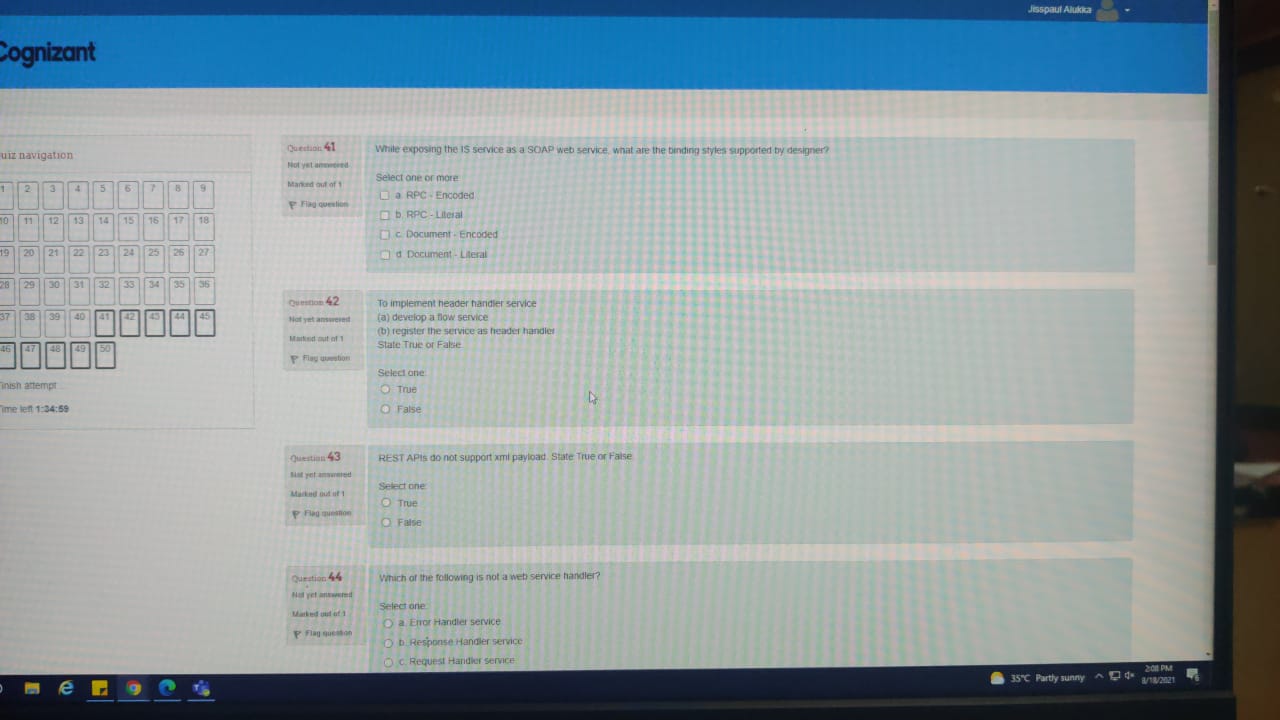 Jisspaul Alukka
Cognizant
uiz navigation
1 2 3 4 5 6 7 8 9
10 11 12 13 14 15 16 17 18
19 20 21 22 23 24 25 26 27
28 29 30 31 32 33 34 35 36
37 38 39 40 41 42 43 44 45
46 47 48 49 50
inish attempt ...
ime left 1:34:59
Question 41
Not yet answered
Marked out of 1
Flag question
While exposing the IS service as a SOAP web service, what are the binding styles supported by designer?
Select one or more:
a. RPC - Encoded
b. RPC - Literal
c. Document - Encoded
d. Document - Literal
Question 42
Not yet answered
Marked out of 1
Flag question
To implement header handler service
(a) develop a flow service
(b) register the service as header handler
State True or False.
Select one:
True
False
Question 43
Not yet answered
Marked out of 1
Flag question
REST APIs do not support xml payload. State True or False.
Select one:
True
False
Question 44
Not yet answered
Marked out of 1
Flag question
Which of the following is not a web service handler?
Select one:
a. Error Handler service
b. Response Handler service
c. Request Handler service
35°C Partly sunny
2:08 PM
8/18/2021